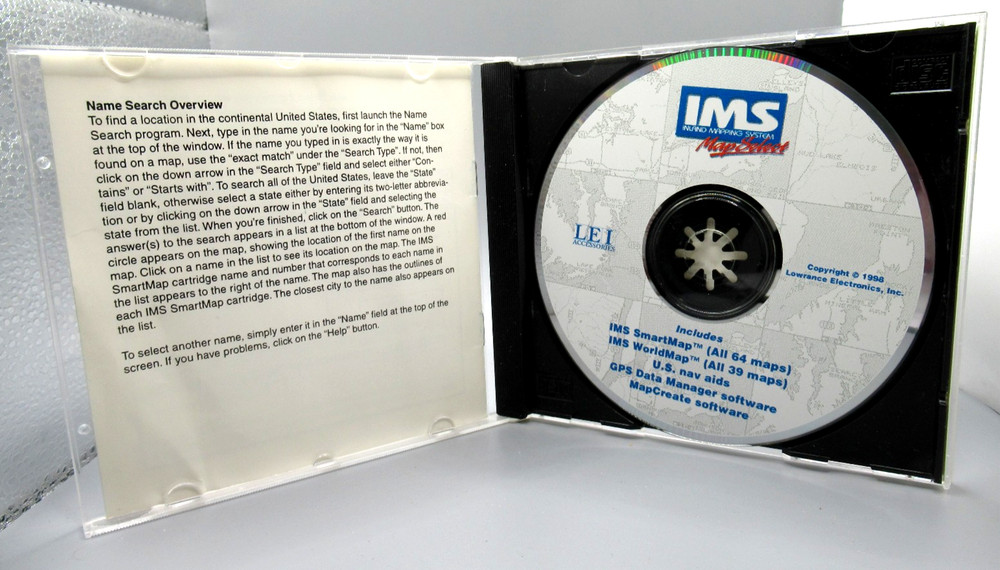 Name Search Overview
To find a location in the continental United States, first launch the Name
Search program. Next, type in the name you're looking for in the "Name" box
at the top of the window. If the name you typed in is exactly the way it is
found on a map, use the "exact match" under the "Search Type". If not, then
click on the down arrow in the "Search Type" field and select either "Con-
tains" or "Starts with". To search all of the United States, leave the "State"
field blank, otherwise select a state either by entering its two-letter abbrevia-
tion or by clicking on the down arrow in the "State" field and selecting the
state from the list. When you're finished, click on the "Search" button. The
answer(s) to the search appears in a list at the bottom of the window. A red
circle appears on the map, showing the location of the first name on the
map. Click on a name in the list to see its location on the map. The IMS
SmartMap cartridge name and number that corresponds to each name in
the list appears to the right of the name. The map also has the outlines of
each IMS SmartMap cartridge. The closest city to the name also appears on
the list.
To select another name, simply enter it in the "Name" field at the top of the
screen. If you have problems, click on the "Help" button.
IMS
INLAND MAPPING SYSTEM
MapSelect
LEI
ACCESSORIES
Copyright © 1998
Lowrance Electronics, Inc.
Includes
IMS SmartMap™ (All 64 maps)
IMS WorldMap™ (All 39 maps)
U.S. nav aids
GPS Data Manager software
MapCreate software